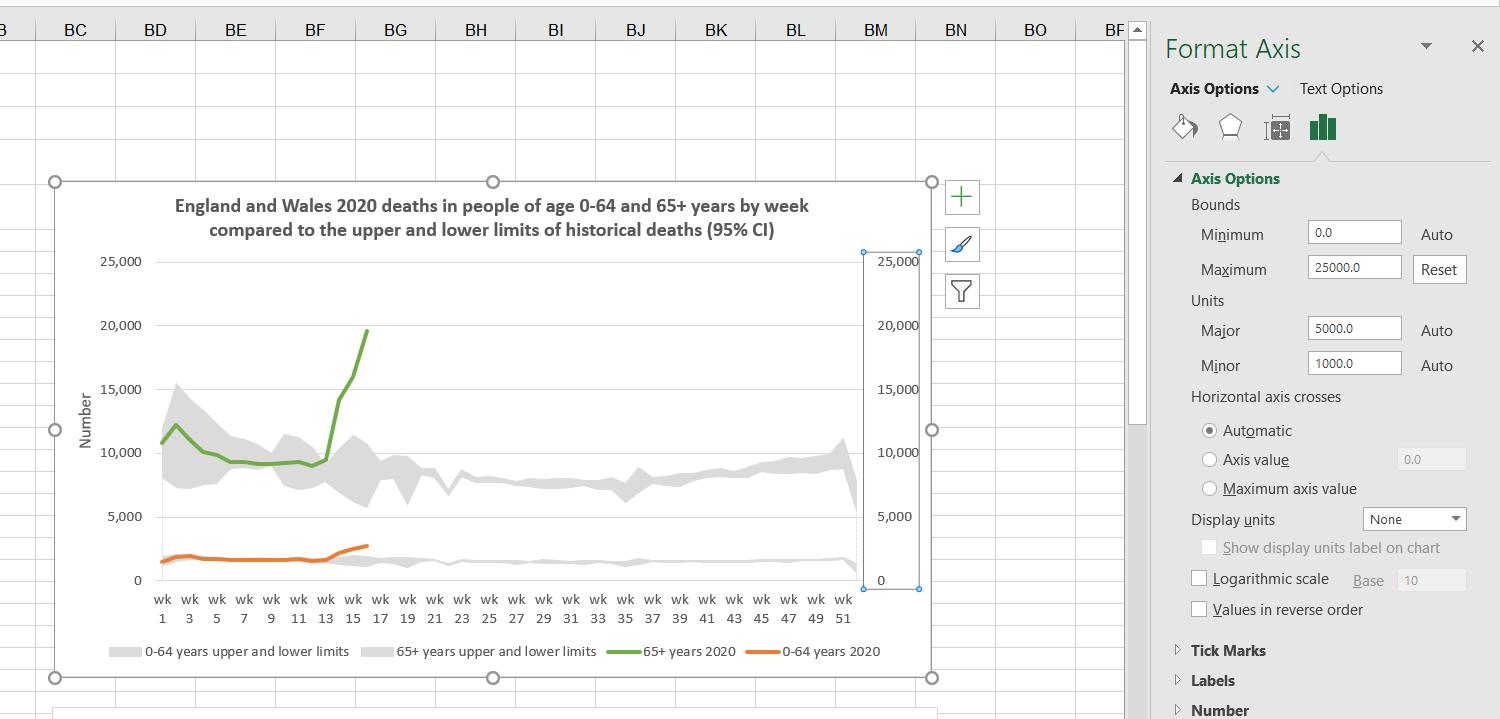 B BC BD BE BF BG BH BI BJ BK BL BM BN BO BP
Format Axis
Axis Options Text Options
Axis Options
Bounds
Minimum 0.0 Auto
Maximum 25000.0 Reset
Units
Major 5000.0 Auto
Minor 1000.0 Auto
Horizontal axis crosses
Automatic
Axis value 0.0
Maximum axis value
Display units None
Show display units label on chart
Logarithmic scale Base 10
Values in reverse order
Tick Marks
Labels
Number
England and Wales 2020 deaths in people of age 0-64 and 65+ years by week
compared to the upper and lower limits of historical deaths (95% CI)
Number
25,000 25,000
20,000 20,000
15,000 15,000
10,000 10,000
5,000 5,000
0 0
wk wk wk wk wk wk wk wk wk wk wk wk wk wk wk wk wk wk wk wk wk wk wk wk wk wk
1 3 5 7 9 11 13 15 17 19 21 23 25 27 29 31 33 35 37 39 41 43 45 47 49 51
0-64 years upper and lower limits 65+ years upper and lower limits 65+ years 2020 0-64 years 2020